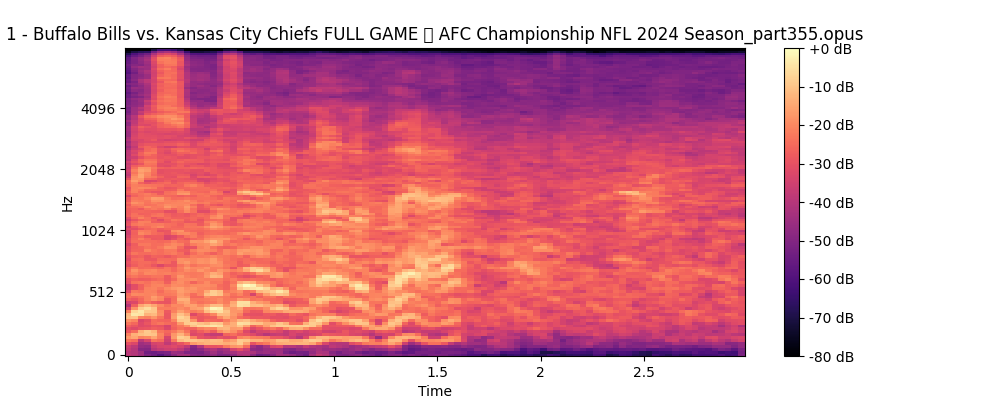 1 - Buffalo Bills vs. Kansas City Chiefs FULL GAME ▯ AFC Championship NFL 2024 Season_part355.opus
+0 dB
4096
-10 dB
-20 dB
2048
-30 dB
Hz
1024
-40 dB
-50 dB
512
-60 dB
-70 dB
0
-80 dB
0
0.5
1
1.5
2
2.5
Time